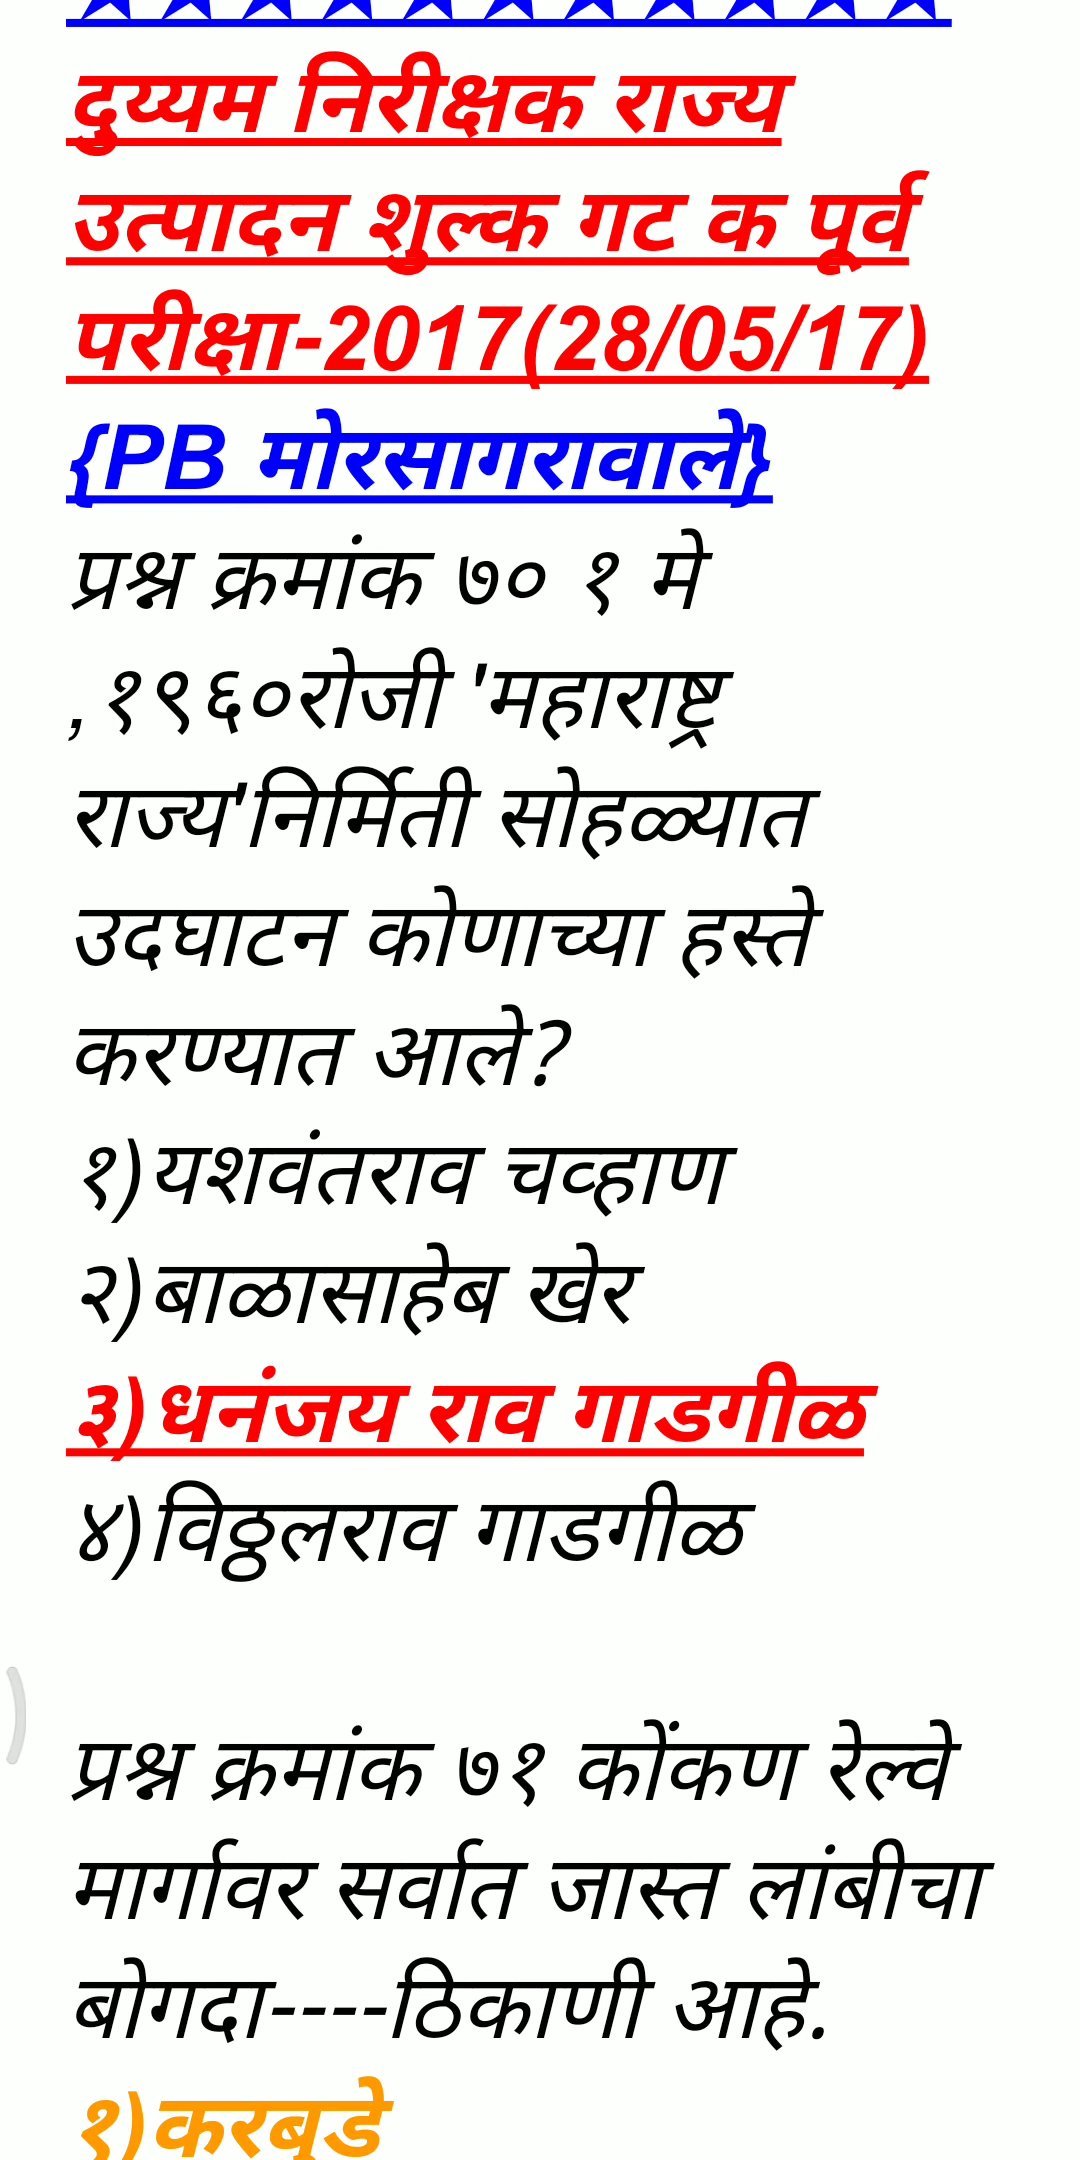 ★★★★★★★★★★★
दुय्यम निरीक्षक राज्य
उत्पादन शुल्क गट क पूर्व
परीक्षा-2017(28/05/17)
{PB मोरसागरावाले}
प्रश्न क्रमांक ७० १ मे
,१९६०रोजी 'महाराष्ट्र
राज्य'निर्मिती सोहळ्यात
उदघाटन कोणाच्या हस्ते
करण्यात आले?
१)यशवंतराव चव्हाण
२)बाळासाहेब खेर
३)धनंजय राव गाडगीळ
४)विठ्ठलराव गाडगीळ
प्रश्न क्रमांक ७१ कोंकण रेल्वे
मार्गावर सर्वात जास्त लांबीचा
बोगदा----ठिकाणी आहे.
१)करबुडे